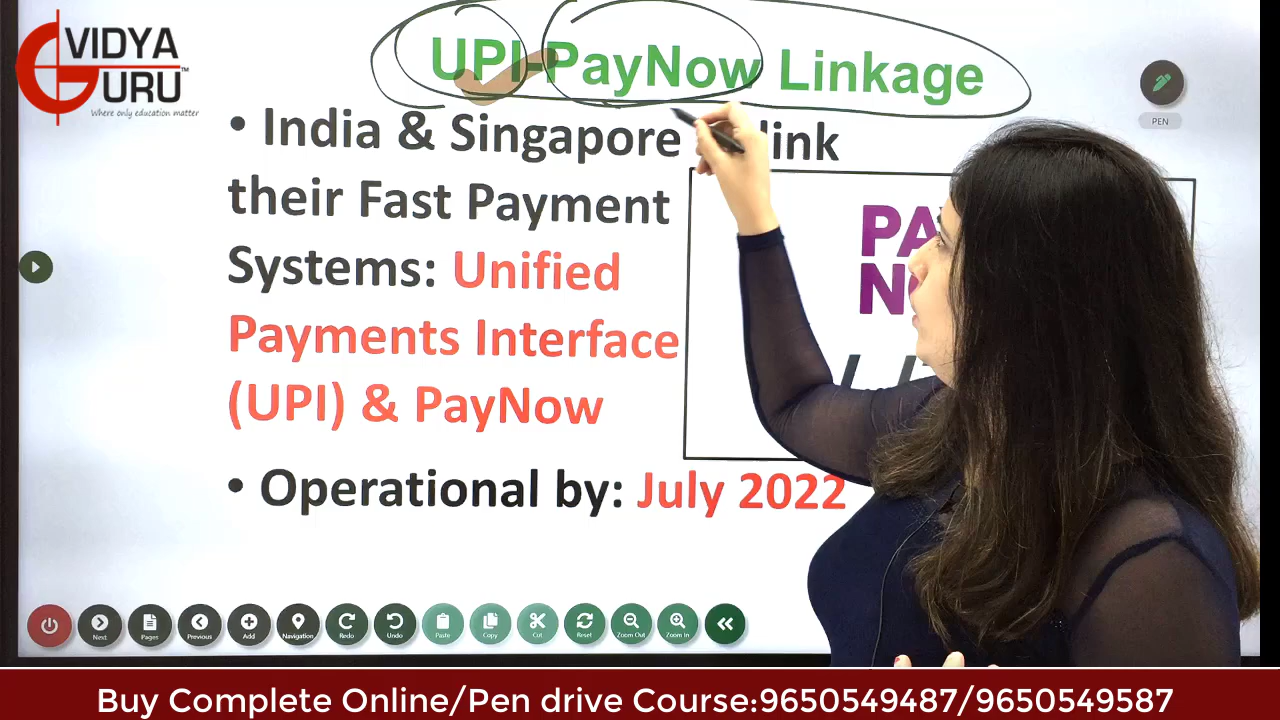 VIDYA
GURU™
Where only education matter
UPI-PayNow Linkage
PEN
• India & Singapore link
their Fast Payment
Systems: Unified
Payments Interface
(UPI) & PayNow
• Operational by: July 2022
Next
Pages
Previous
Add
Navigation
Redo
Undo
Paste
Copy
Cut
Reset
Zoom Out
Zoom In
Buy Complete Online/Pen drive Course:9650549487/9650549587